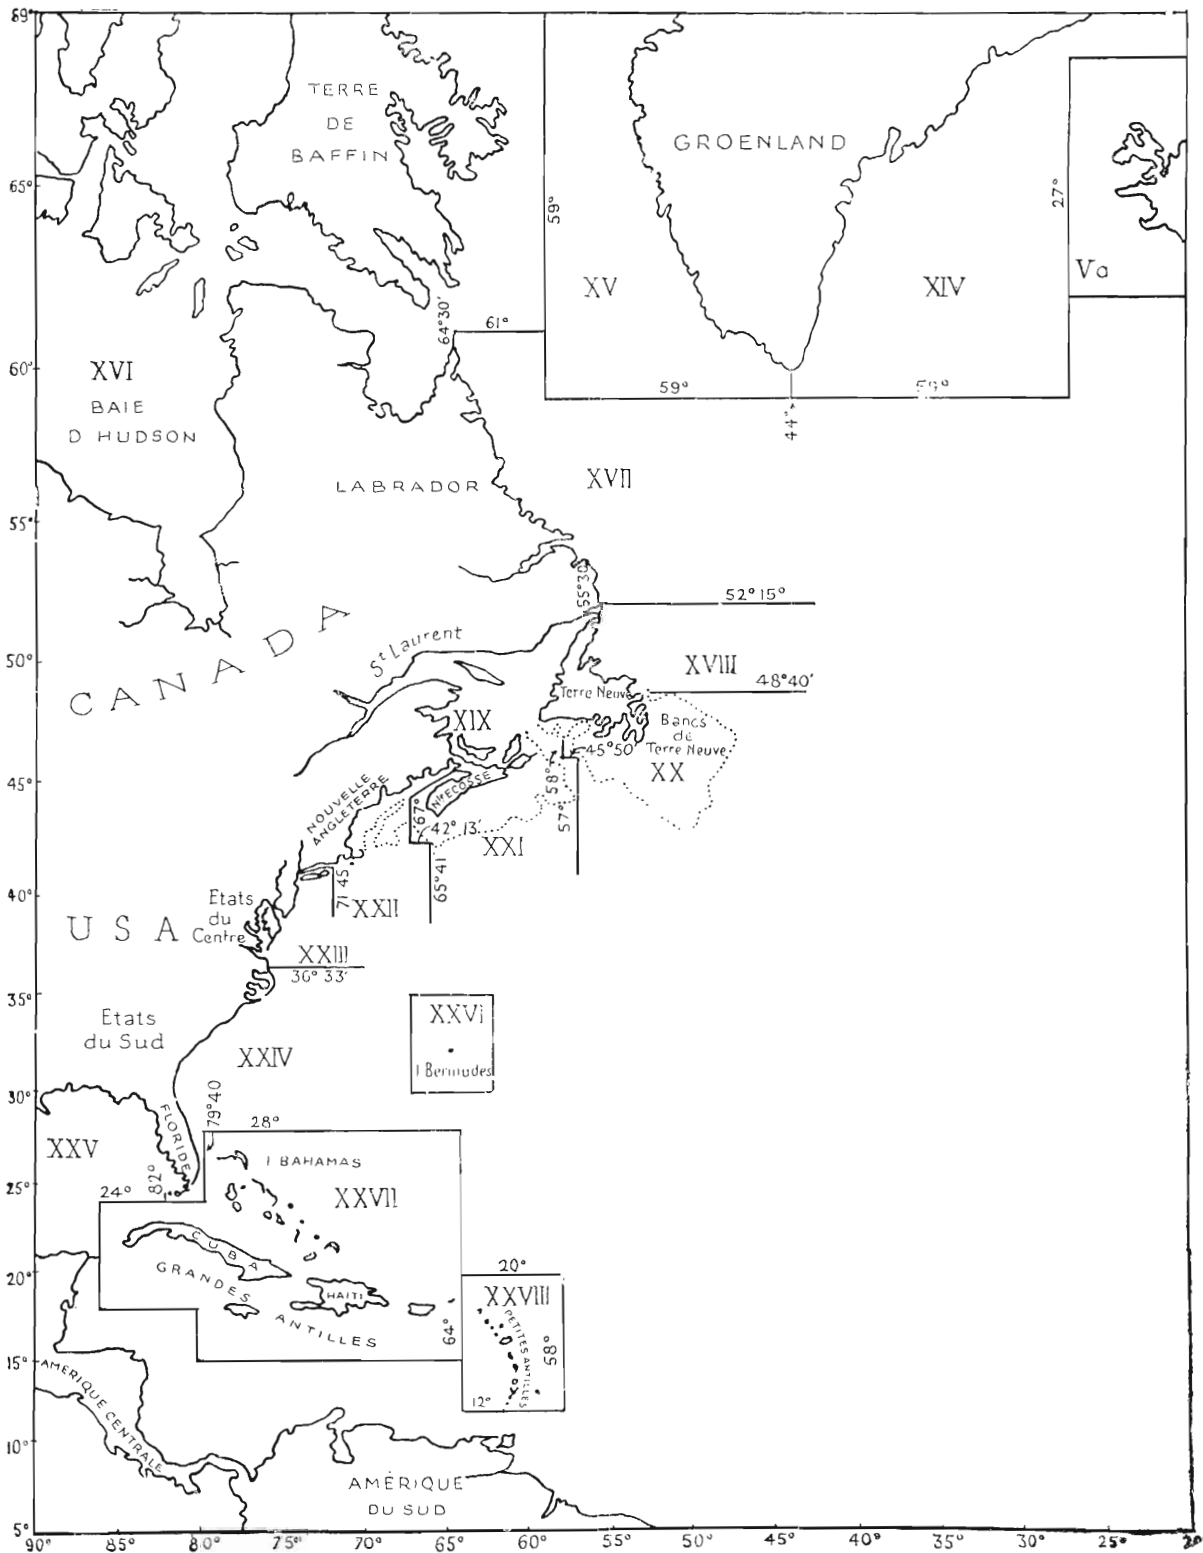 69°
TERRE
DE
BAFFIN
GROENLAND
65°
59°
27°
XV
XIV
Va
64°30'
61°
60°
XVI
BAIE
D HUDSON
59°
59°
44°
LABRADOR
XVII
55°
55°30
52°15°
CANADA
St Laurent
50°
XVIII
48°40'
Terre Neuve
XIX
Bancs
de
Terre Neuve
45°50'
XX
45°
NOUVELLE
ANGLETERRE
Nlle ECOSSE
58°
57°
67°
42° 13'
XXI
65°41
71 45
40°
Etats
du
Centre
XXII
USA
XXIII
36° 33'
35°
Etats
du Sud
XXVI
I Bermudes
XXIV
30°
79°40
28°
FLORIDE
XXV
I BAHAMAS
82°
25°
24°
XXVII
CUBA
20°
20°
GRANDES
ANTILLES
HAITI
XXVIII
64°
PETITES ANTILLES
58°
15°
12°
AMÉRIQUE CENTRALE
10°
AMÉRIQUE
DU SUD
5°
90° 85° 80° 75° 70° 65° 60° 55° 50° 45° 40° 35° 30° 25° 20